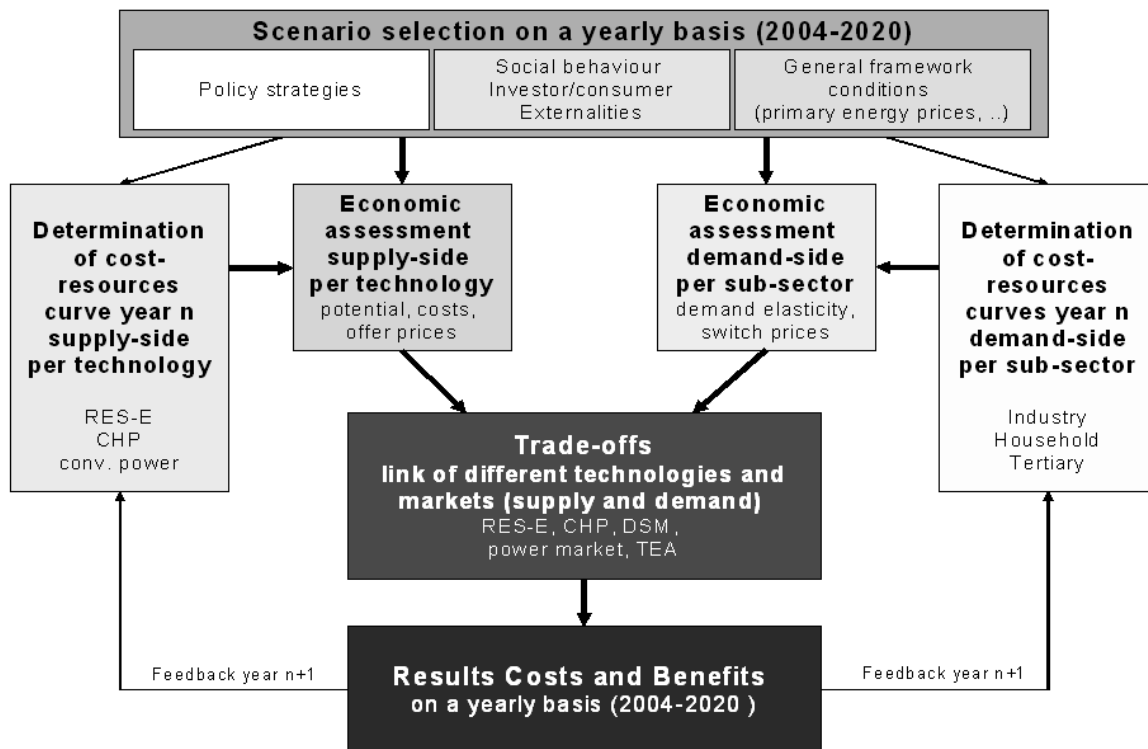 Scenario selection on a yearly basis (2004-2020)
Policy strategies
Social behaviour
Investor/consumer
Externalities
General framework
conditions
(primary energy prices, ..)
Determination
of cost-
resources
curve year n
supply-side
per technology
RES-E
CHP
conv. power
Economic
assessment
supply-side
per technology
potential, costs,
offer prices
Economic
assessment
demand-side
per sub-sector
demand elasticity,
switch prices
Determination
of cost-
resources
curves year n
demand-side
per sub-sector
Industry
Household
Tertiary
Trade-offs
link of different technologies and
markets (supply and demand)
RES-E, CHP, DSM,
power market, TEA
Feedback year n+1
Results Costs and Benefits
on a yearly basis (2004-2020 )
Feedback year n+1